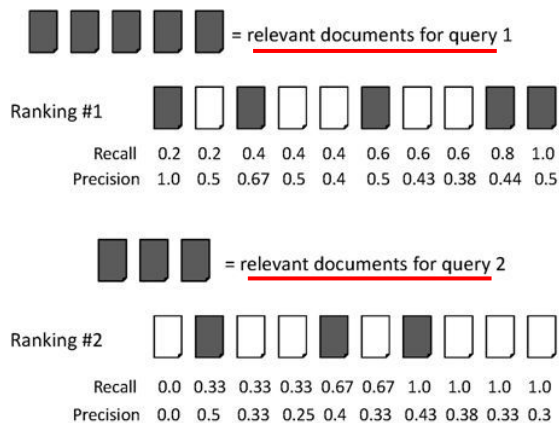 = relevant documents for query 1
Ranking #1
Recall 0.2 0.2 0.4 0.4 0.4 0.6 0.6 0.6 0.8 1.0
Precision 1.0 0.5 0.67 0.5 0.4 0.5 0.43 0.38 0.44 0.5
= relevant documents for query 2
Ranking #2
Recall 0.0 0.33 0.33 0.33 0.67 0.67 1.0 1.0 1.0 1.0
Precision 0.0 0.5 0.33 0.25 0.4 0.33 0.43 0.38 0.33 0.3